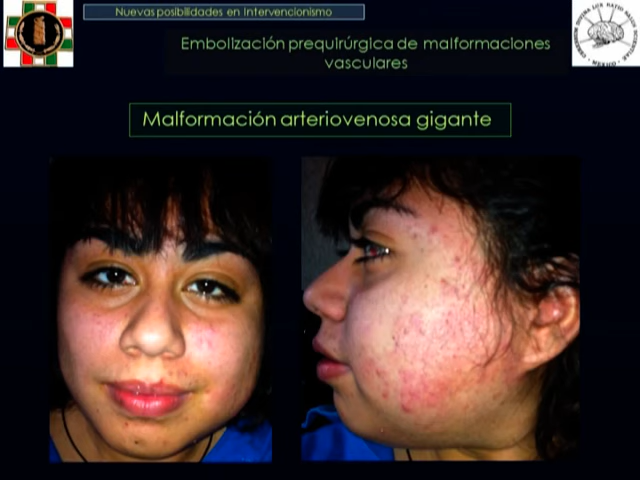 Nuevas posibilidades en Intervencionismo
Embolización prequirúrgica de malformaciones
vasculares
Malformación arteriovenosa gigante